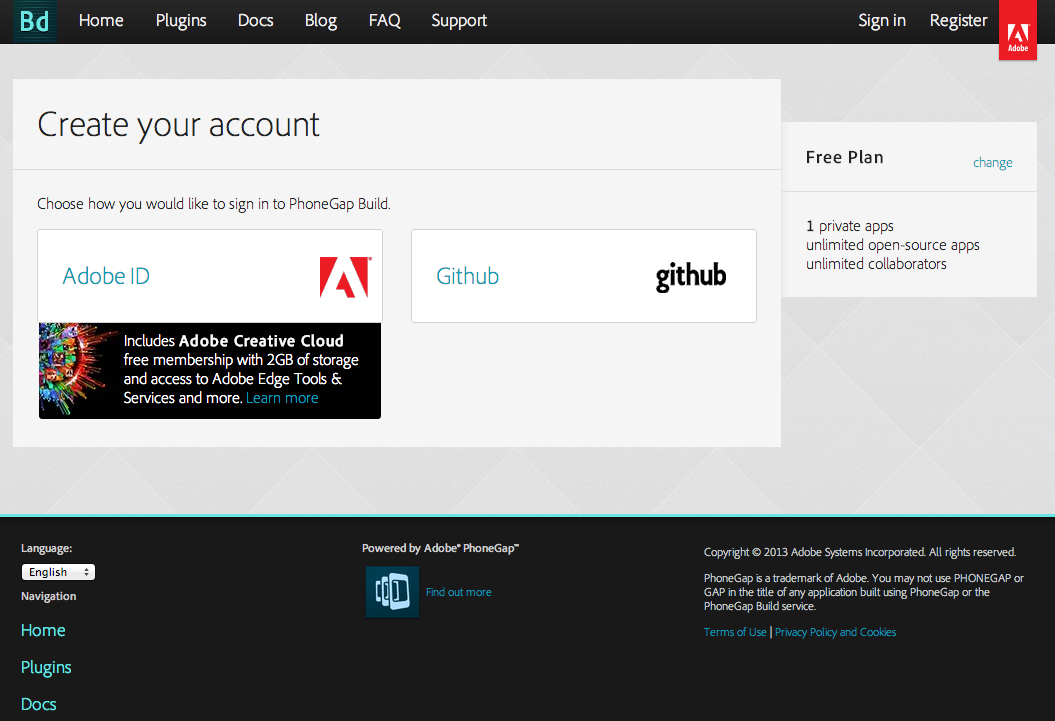 Bd Home Plugins Docs Blog FAQ Support Sign in Register
Adobe
Create your account
Choose how you would like to sign in to PhoneGap Build.
Adobe ID
Github github
Includes Adobe Creative Cloud
free membership with 2GB of storage
and access to Adobe Edge Tools &
Services and more. Learn more
Free Plan change
1 private apps
unlimited open-source apps
unlimited collaborators
Language:
English
Navigation
Home
Plugins
Docs
Powered by Adobe® PhoneGap™
Find out more
Copyright © 2013 Adobe Systems Incorporated. All rights reserved.
PhoneGap is a trademark of Adobe. You may not use PHONEGAP or
GAP in the title of any application built using PhoneGap or the
PhoneGap Build service.
Terms of Use | Privacy Policy and Cookies